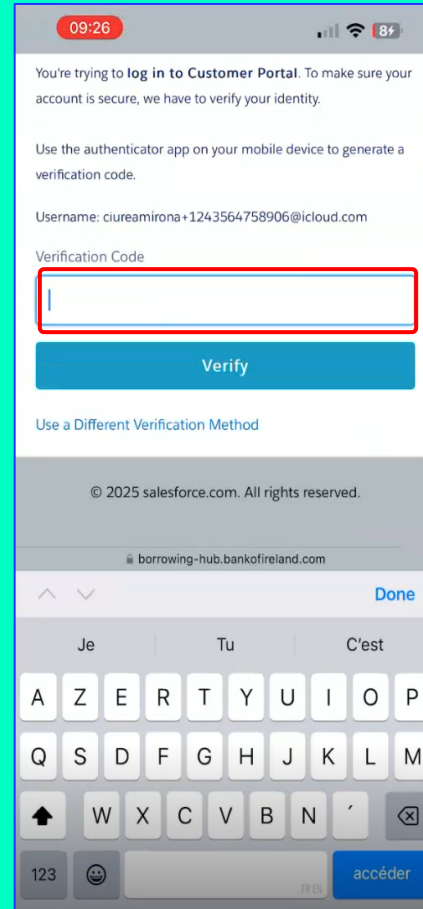 09:26
84
You're trying to log in to Customer Portal. To make sure your
account is secure, we have to verify your identity.
Use the authenticator app on your mobile device to generate a
verification code.
Username: ciureamirona+1243564758906@icloud.com
Verification Code
Verify
Use a Different Verification Method
© 2025 salesforce.com. All rights reserved.
borrowing-hub.bankofireland.com
Done
Je Tu C'est
A Z E R T Y U I O P
Q S D F G H J K L M
W X C V B N ´
123 FR EN accéder